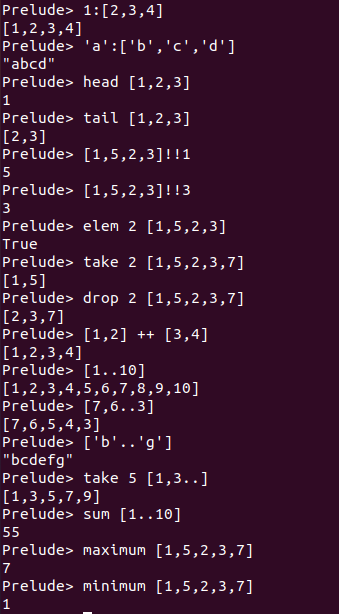 Prelude> 1:[2,3,4]
[1,2,3,4]
Prelude> 'a':['b','c','d']
"abcd"
Prelude> head [1,2,3]
1
Prelude> tail [1,2,3]
[2,3]
Prelude> [1,5,2,3]!!1
5
Prelude> [1,5,2,3]!!3
3
Prelude> elem 2 [1,5,2,3]
True
Prelude> take 2 [1,5,2,3,7]
[1,5]
Prelude> drop 2 [1,5,2,3,7]
[2,3,7]
Prelude> [1,2] ++ [3,4]
[1,2,3,4]
Prelude> [1..10]
[1,2,3,4,5,6,7,8,9,10]
Prelude> [7,6..3]
[7,6,5,4,3]
Prelude> ['b'..'g']
"bcdefg"
Prelude> take 5 [1,3..]
[1,3,5,7,9]
Prelude> sum [1..10]
55
Prelude> maximum [1,5,2,3,7]
7
Prelude> minimum [1,5,2,3,7]
1